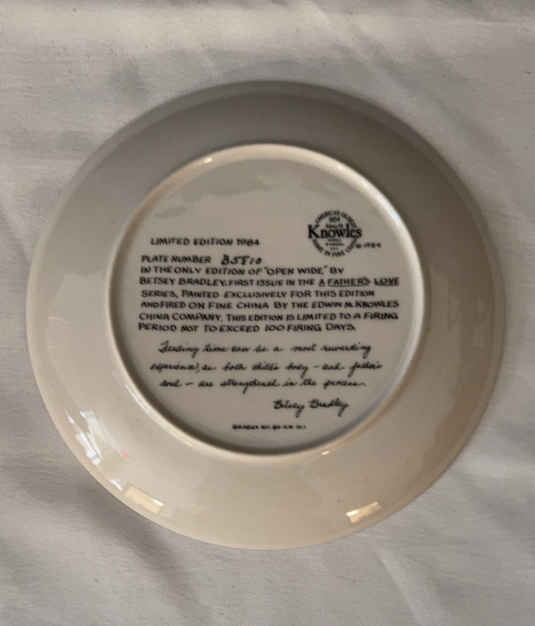 Knowles
© 1984
LIMITED EDITION 1984
PLATE NUMBER
IN THE ONLY EDITION OF "OPEN WIDE" BY
BETSEY BRADLEY, FIRST ISSUE IN THE A FATHER'S LOVE
SERIES, PAINTED EXCLUSIVELY FOR THIS EDITION
AND FIRED ON FINE CHINA BY THE EDWIN M. KNOWLES
CHINA COMPANY. THIS EDITION IS LIMITED TO A FIRING
PERIOD NOT TO EXCEED 100 FIRING DAYS.
Feeding time can be a most rewarding
experience, as both child's body - and father's
soul - are strengthened in the process.
Betsey Bradley